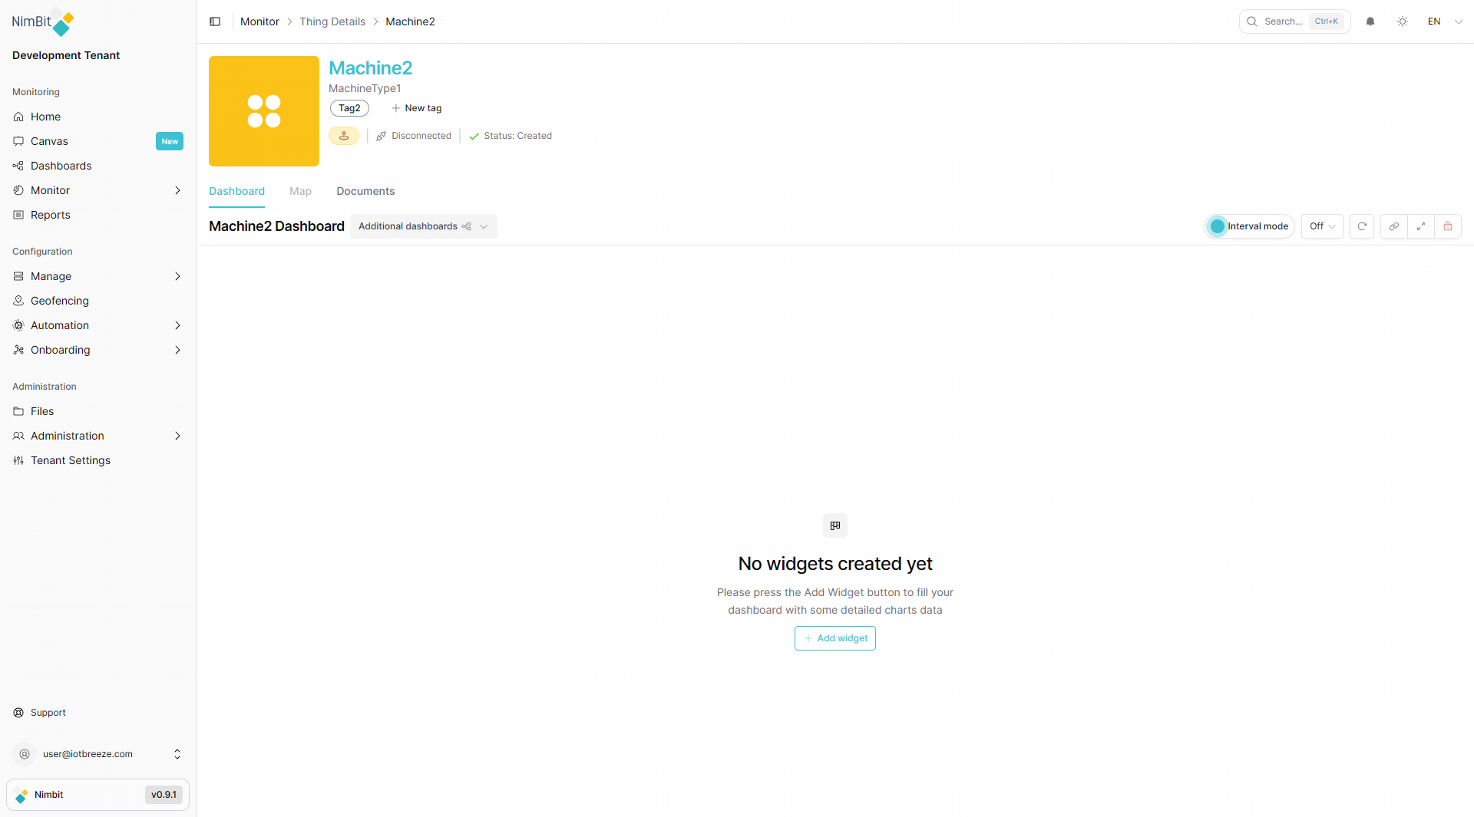 NimBit
Development Tenant
Monitoring
Home
Canvas
New
Dashboards
Monitor
Reports
Configuration
Manage
Geofencing
Automation
Onboarding
Administration
Files
Administration
Tenant Settings
Support
user@iotbreeze.com
Nimbit
v0.9.1
Monitor > Thing Details > Machine2
Search... Ctrl+K
EN
Machine2
MachineType1
Tag2
+ New tag
Disconnected
Status: Created
Dashboard Map Documents
Machine2 Dashboard
Additional dashboards
Interval mode
Off
No widgets created yet
Please press the Add Widget button to fill your
dashboard with some detailed charts data
+ Add widget